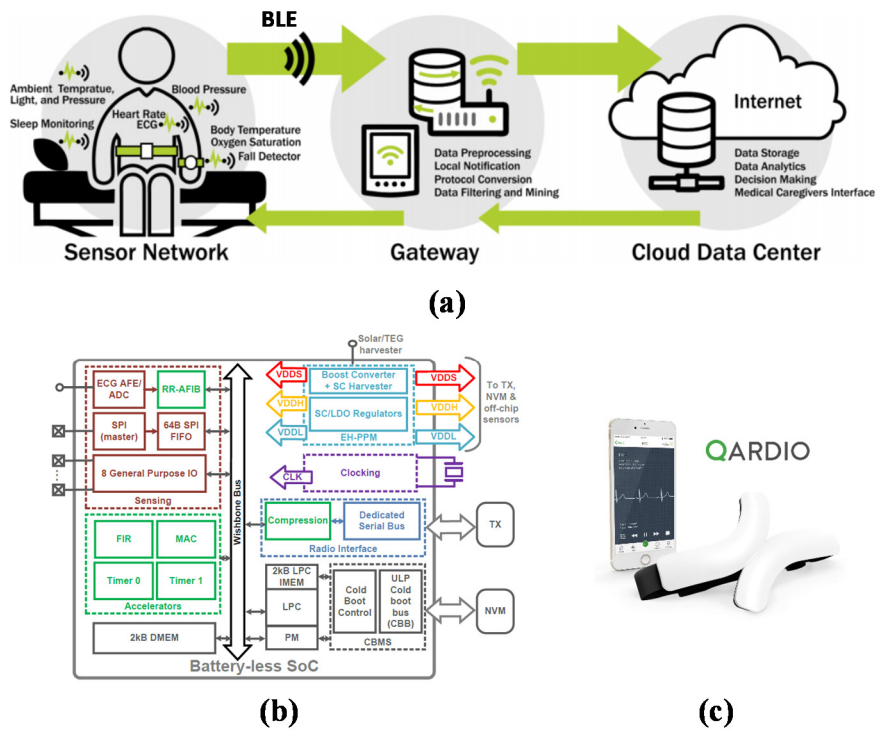 BLE
Ambient Temprature,
Light, and Pressure
Blood Pressure
Heart Rate
ECG
Sleep Monitoring
Body Temperature
Oxygen Saturation
Fall Detector
Data Preprocessing
Local Notification
Protocol Conversion
Data Filtering and Mining
Internet
Data Storage
Data Analytics
Decision Making
Medical Caregivers Interface
Sensor Network
Gateway
Cloud Data Center
(a)
Solar/TEG
harvester
ECG AFE/
ADC
RR-AFIB
SPI
(master)
64B SPI
FIFO
8 General Purpose IO
Sensing
FIR
MAC
Timer 0
Timer 1
Accelerators
2kB DMEM
Wishbone Bus
VDDS
VDDH
VDDL
Boost Converter
+ SC Harvester
SC/LDO Regulators
EH-PPM
VDDS
VDDH
VDDL
To TX,
NVM &
off-chip
sensors
CLK
Clocking
Compression
Dedicated
Serial Bus
Radio Interface
TX
2kB LPC
IMEM
LPC
PM
Cold
Boot
Control
ULP
Cold
boot
bus
(CBB)
CBMS
NVM
Battery-less SoC
(b)
QARDIO
(c)